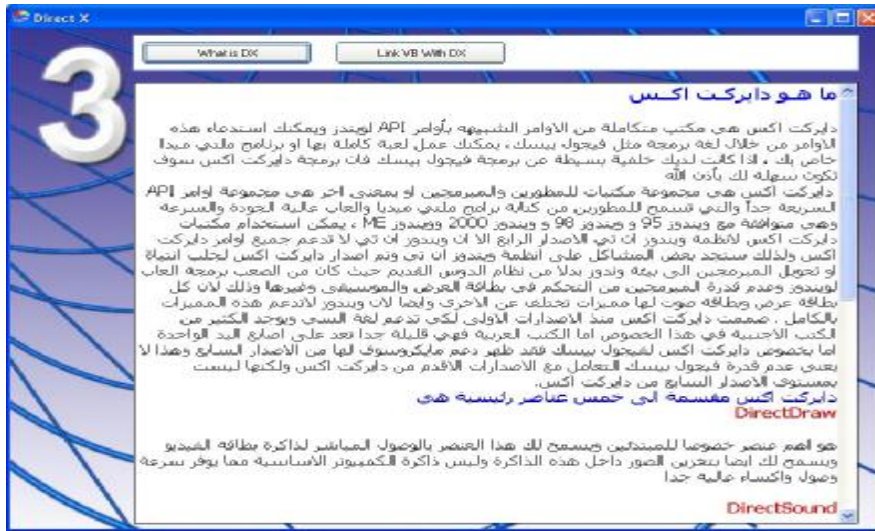 Direct X
What is DX
Link VB With DX
3
ما هـو دايركـت اكـس
دايركت اكس هي مكتب متكاملة من الاوامر الشبيهه بأوامر API لويندز ويمكنك استدعاء هذه
الاوامر من خلال لغة برمجة مثل فيجول بيسك، يمكنك عمل لعبة كاملة بها او برنامج ملتي ميديا
خاص بك ، اذا كانت لديك خلفية بسيطة عن برمجة فيجول بيسك فان برمجة دايركت اكس سوف
تكون سهلة لك بأذن الله
دايركت اكس هي مجموعة مكتبات للمطورين والمبرمجين او بمعنى اخر هي مجموعة اوامر API
السريعة جداً والتي تسمح للمطورين من كتابة برامج ملتي ميديا والعاب عالية الجودة والسرعة
وهي متوافقة مع ويندوز 95 و ويندوز 98 و ويندوز 2000 وويندوز ME ، يمكن استخدام مكتبات
دايركت اكس لانظمة ويندوز ان تي الاصدار الرابع الا ان ويندوز ان تي لا تدعم جميع اوامر دايركت
اكس ولذلك ستجد بعض المشاكل على انظمة ويندوز ان تي وتم اصدار دايركت اكس لجلب انتباة
او تحويل المبرمجين الى بيئة وندوز بدلا من نظام الدوس القديم حيث كان من الصعب برمجة العاب
لويندوز وعدم قدرة المبرمجين من التحكم في بطاقة العرض والموسيقى وغيرها وذلك لان كل
بطاقة عرض وبطاقة صوت لها مميزات تختلف عن الاخرى وايضا لان ويندوز لاتدعم هذه المميزات
بالكامل . صممت دايركت اكس منذ الاصدارات الاولى لكي تدعم لغة السي ويوجد الكثير من
الكتب الاجنبية في هذا الخصوص اما الكتب العربية فهي قليلة جدا تعد على اصابع اليد الواحدة
اما بخصوص دايركت اكس لفيجول بيسك فقد ظهر دعم مايكروسوف لها من الاصدار السابع وهذا لا
يعني عدم قدرة فيجول بيسك التعامل مع الاصدارات الاقدم من دايركت اكس ولكنها ليست
بمستوى الاصدار السابع من دايركت اكس.
دايركت اكس مقسمة الى خمس عناصر رئيسية هي
DirectDraw
هو اهم عنصر خصوصا للمبتدئين ويسمح لك هذا العنصر بالوصول المباشر لذاكرة بطاقة الفيديو
ويسمح لك ايضا بتخزين الصور داخل هذه الذاكرة وليس ذاكرة الكمبيوتر الاساسية مما يوفر سرعة
وصول واكساء عالية جدا
DirectSound